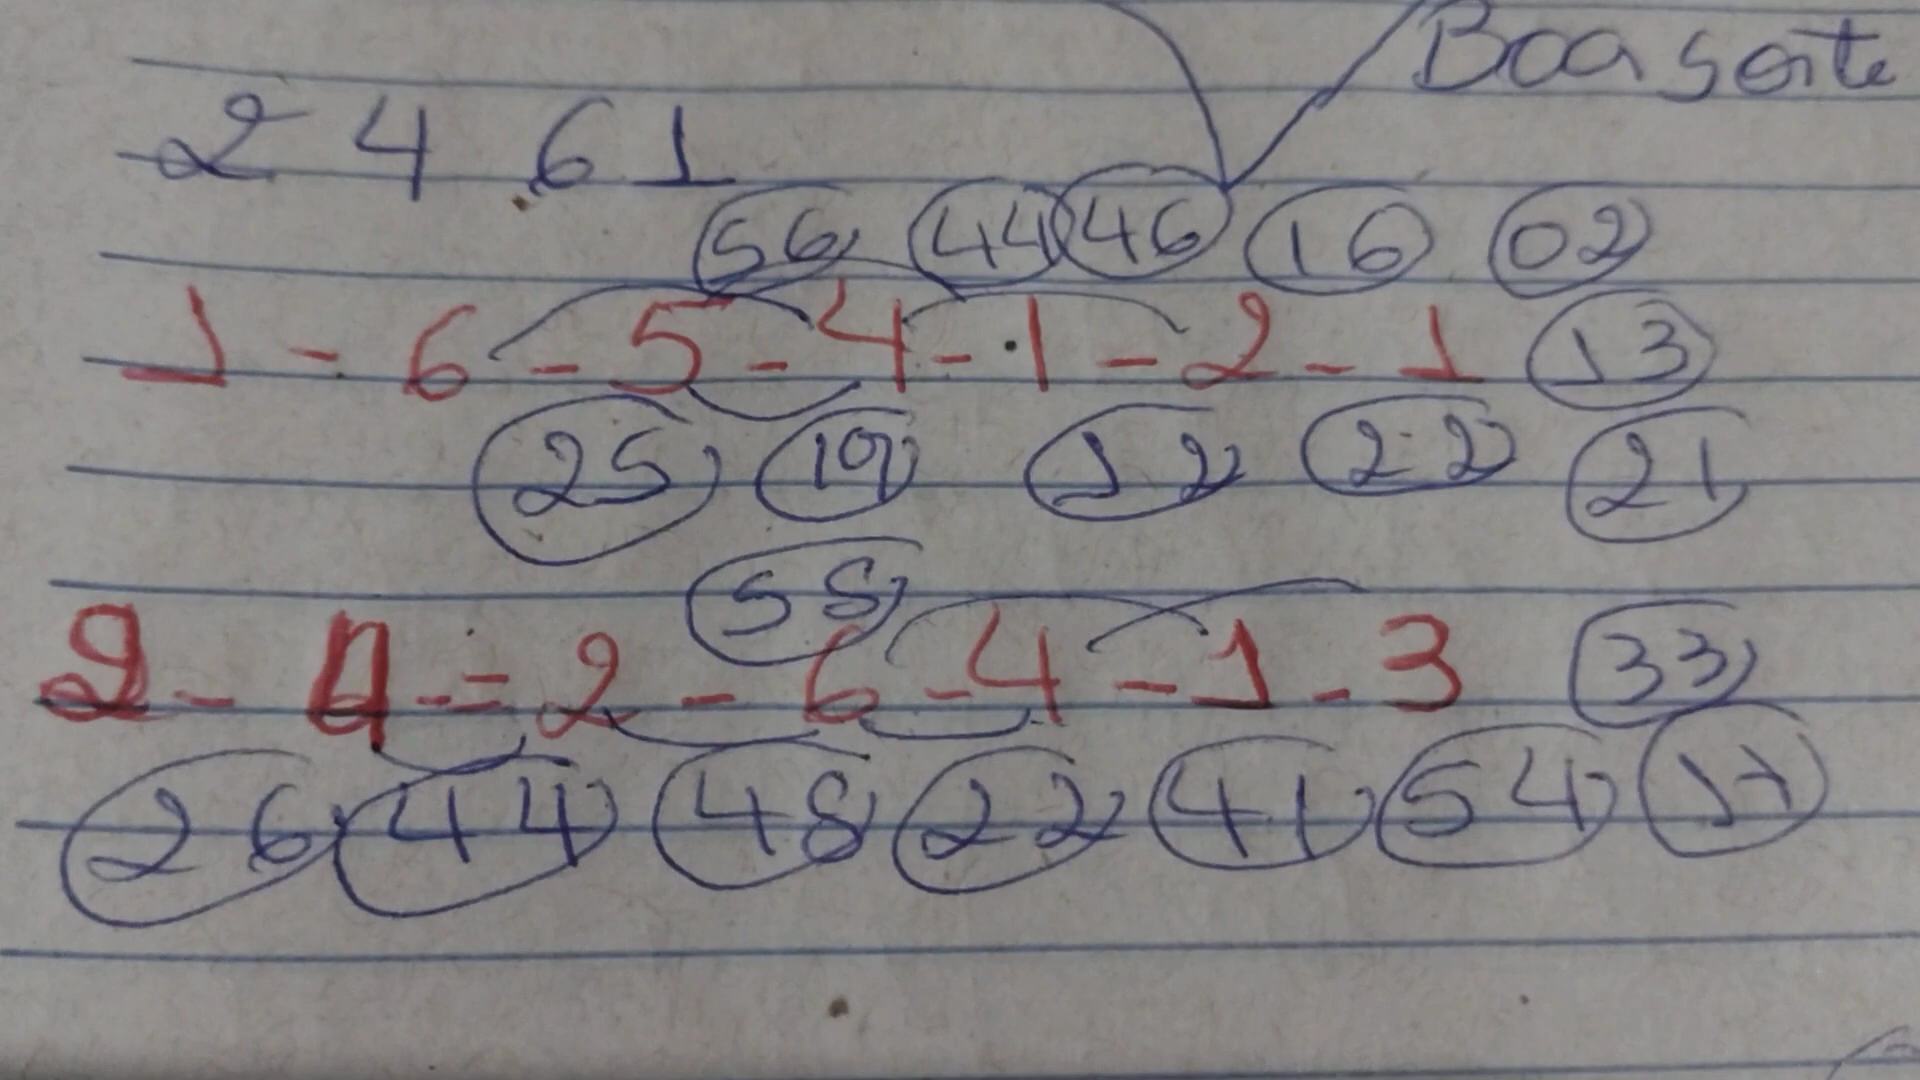 Boa sorte
2 4 6 1
56 44 46 16 02
1 - 6 - 5 - 4 - 1 - 2 - 1 13
25 19 12 22 21
58
2 - 4 - = 2 - 6 - 4 - 1 - 3 33
26 44 48 22 41 54 17